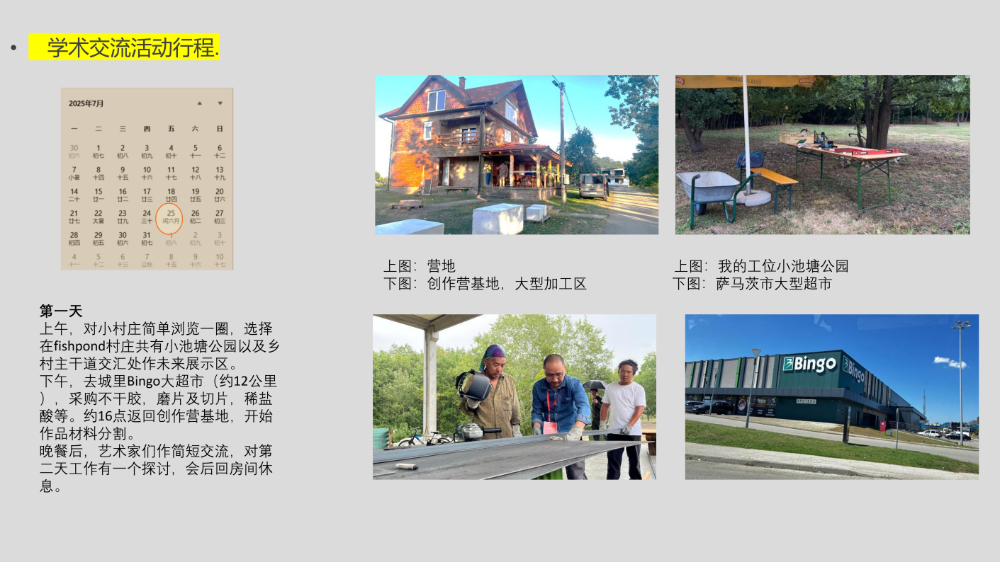 • 学术交流活动行程.
2025年7月
一 二 三 四 五 六 日
30 1 2 3 4 5 6
初六 初七 初八 初九 初十 十一 十二
7 8 9 10 11 12 13
小暑 十四 十五 十六 十七 十八 十九
14 15 16 17 18 19 20
二十 廿一 廿二 廿三 廿四 廿五 廿六
21 22 23 24 25 26 27
廿七 大暑 廿九 三十 闰六月 初二 初三
28 29 30 31 1 2 3
初四 初五 初六 初七 初八 初九 初十
4 5 6 7 8 9 10
十一 十二 十三 立秋 十五 十六 十七
第一天
上午，对小村庄简单浏览一圈，选择
在fishpond村庄共有小池塘公园以及乡
村主干道交汇处作未来展示区。
下午，去城里Bingo大超市（约12公里
），采购不干胶，磨片及切片，稀盐
酸等。约16点返回创作营基地，开始
作品材料分割。
晚餐后，艺术家们作简短交流，对第
二天工作有一个探讨，会后回房间休
息。
上图：营地
下图：创作营基地，大型加工区
上图：我的工位小池塘公园
下图：萨马茨市大型超市
Bingo
Bingo
APOTEKA